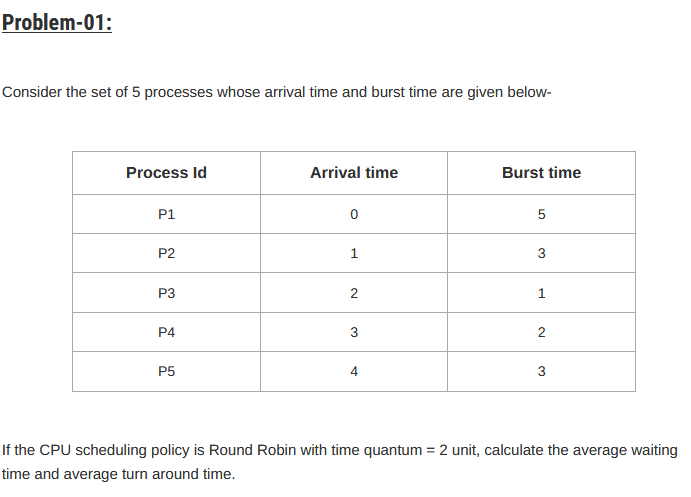 Problem-01:
Consider the set of 5 processes whose arrival time and burst time are given below-
Process Id Arrival time Burst time
P1 0 5
P2 1 3
P3 2 1
P4 3 2
P5 4 3
If the CPU scheduling policy is Round Robin with time quantum = 2 unit, calculate the average waiting
time and average turn around time.